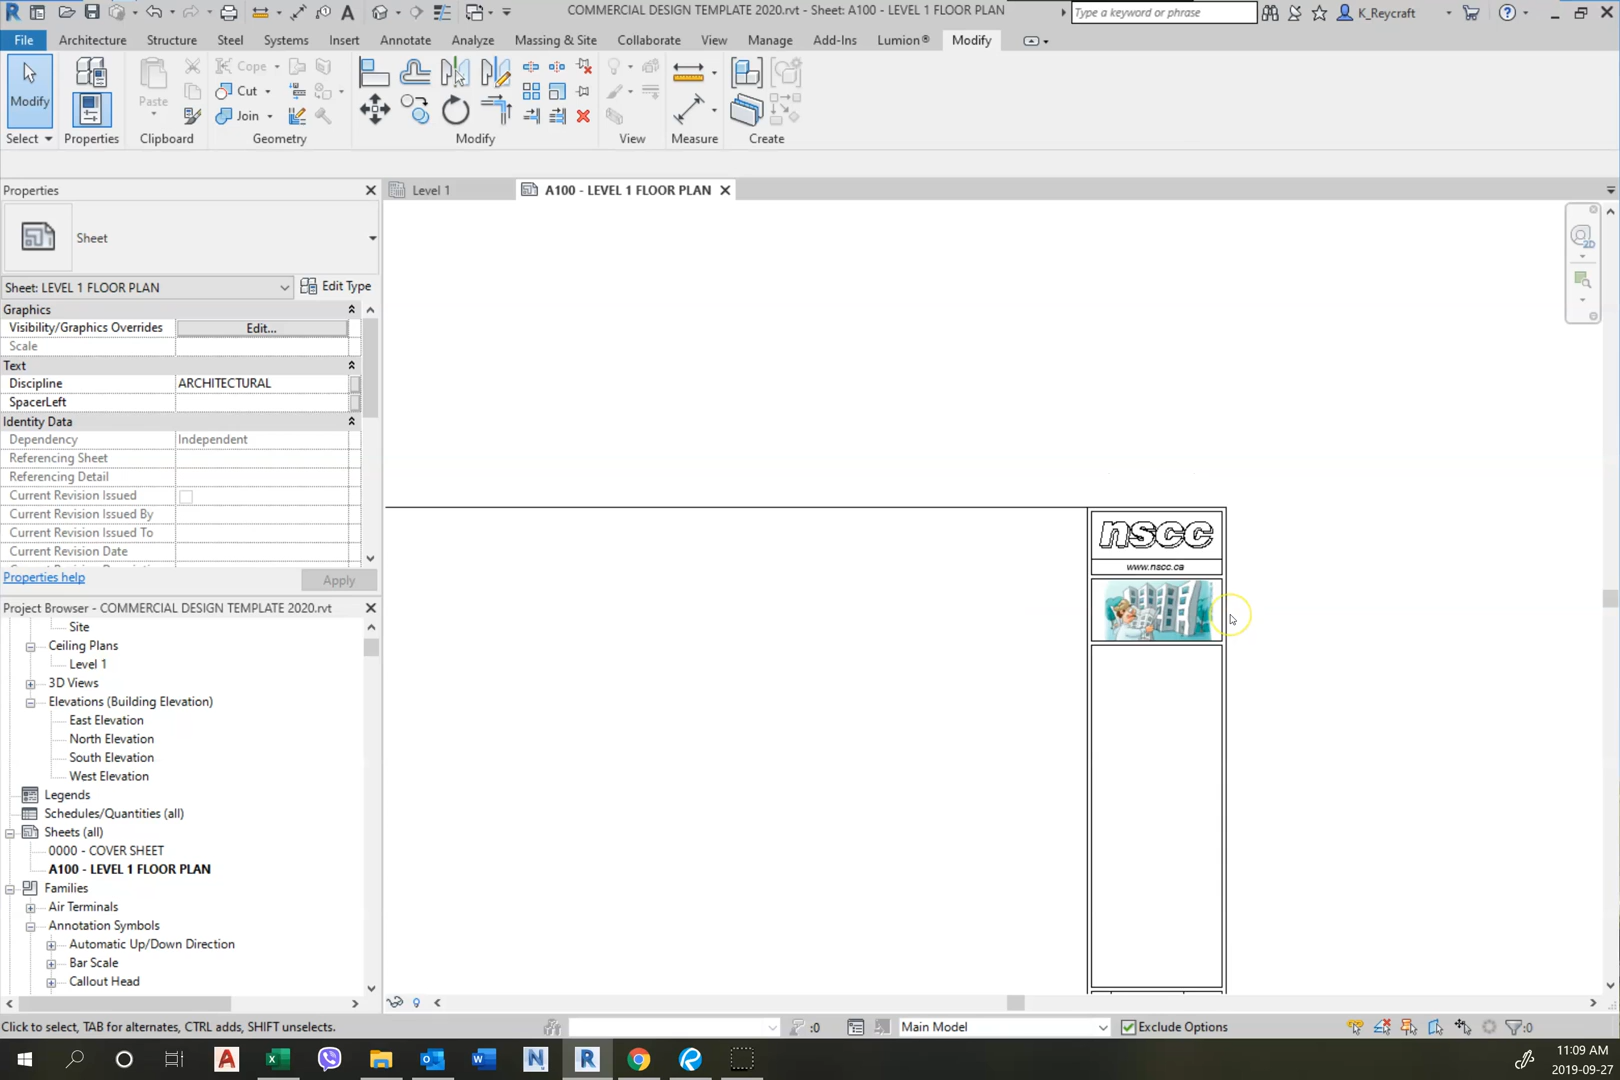 COMMERCIAL DESIGN TEMPLATE 2020.rvt - Sheet: A100 - LEVEL 1 FLOOR PLAN
Type a keyword or phrase
K_Reycraft
File Architecture Structure Steel Systems Insert Annotate Analyze Massing & Site Collaborate View Manage Add-Ins Lumion® Modify
Modify
Paste
Cope
Cut
Join
Select Properties Clipboard Geometry Modify View Measure Create
Properties
Level 1
A100 - LEVEL 1 FLOOR PLAN
Sheet
Sheet: LEVEL 1 FLOOR PLAN
Edit Type
Graphics
Visibility/Graphics Overrides Edit...
Scale
Text
Discipline ARCHITECTURAL
SpacerLeft
Identity Data
Dependency Independent
Referencing Sheet
Referencing Detail
Current Revision Issued
Current Revision Issued By
Current Revision Issued To
Current Revision Date
Properties help
Apply
Project Browser - COMMERCIAL DESIGN TEMPLATE 2020.rvt
Site
Ceiling Plans
Level 1
3D Views
Elevations (Building Elevation)
East Elevation
North Elevation
South Elevation
West Elevation
Legends
Schedules/Quantities (all)
Sheets (all)
0000 - COVER SHEET
A100 - LEVEL 1 FLOOR PLAN
Families
Air Terminals
Annotation Symbols
Automatic Up/Down Direction
Bar Scale
Callout Head
nscc
www.nscc.ca
2D
Click to select, TAB for alternates, CTRL adds, SHIFT unselects.
:0
Main Model
Exclude Options
:0
11:09 AM
2019-09-27